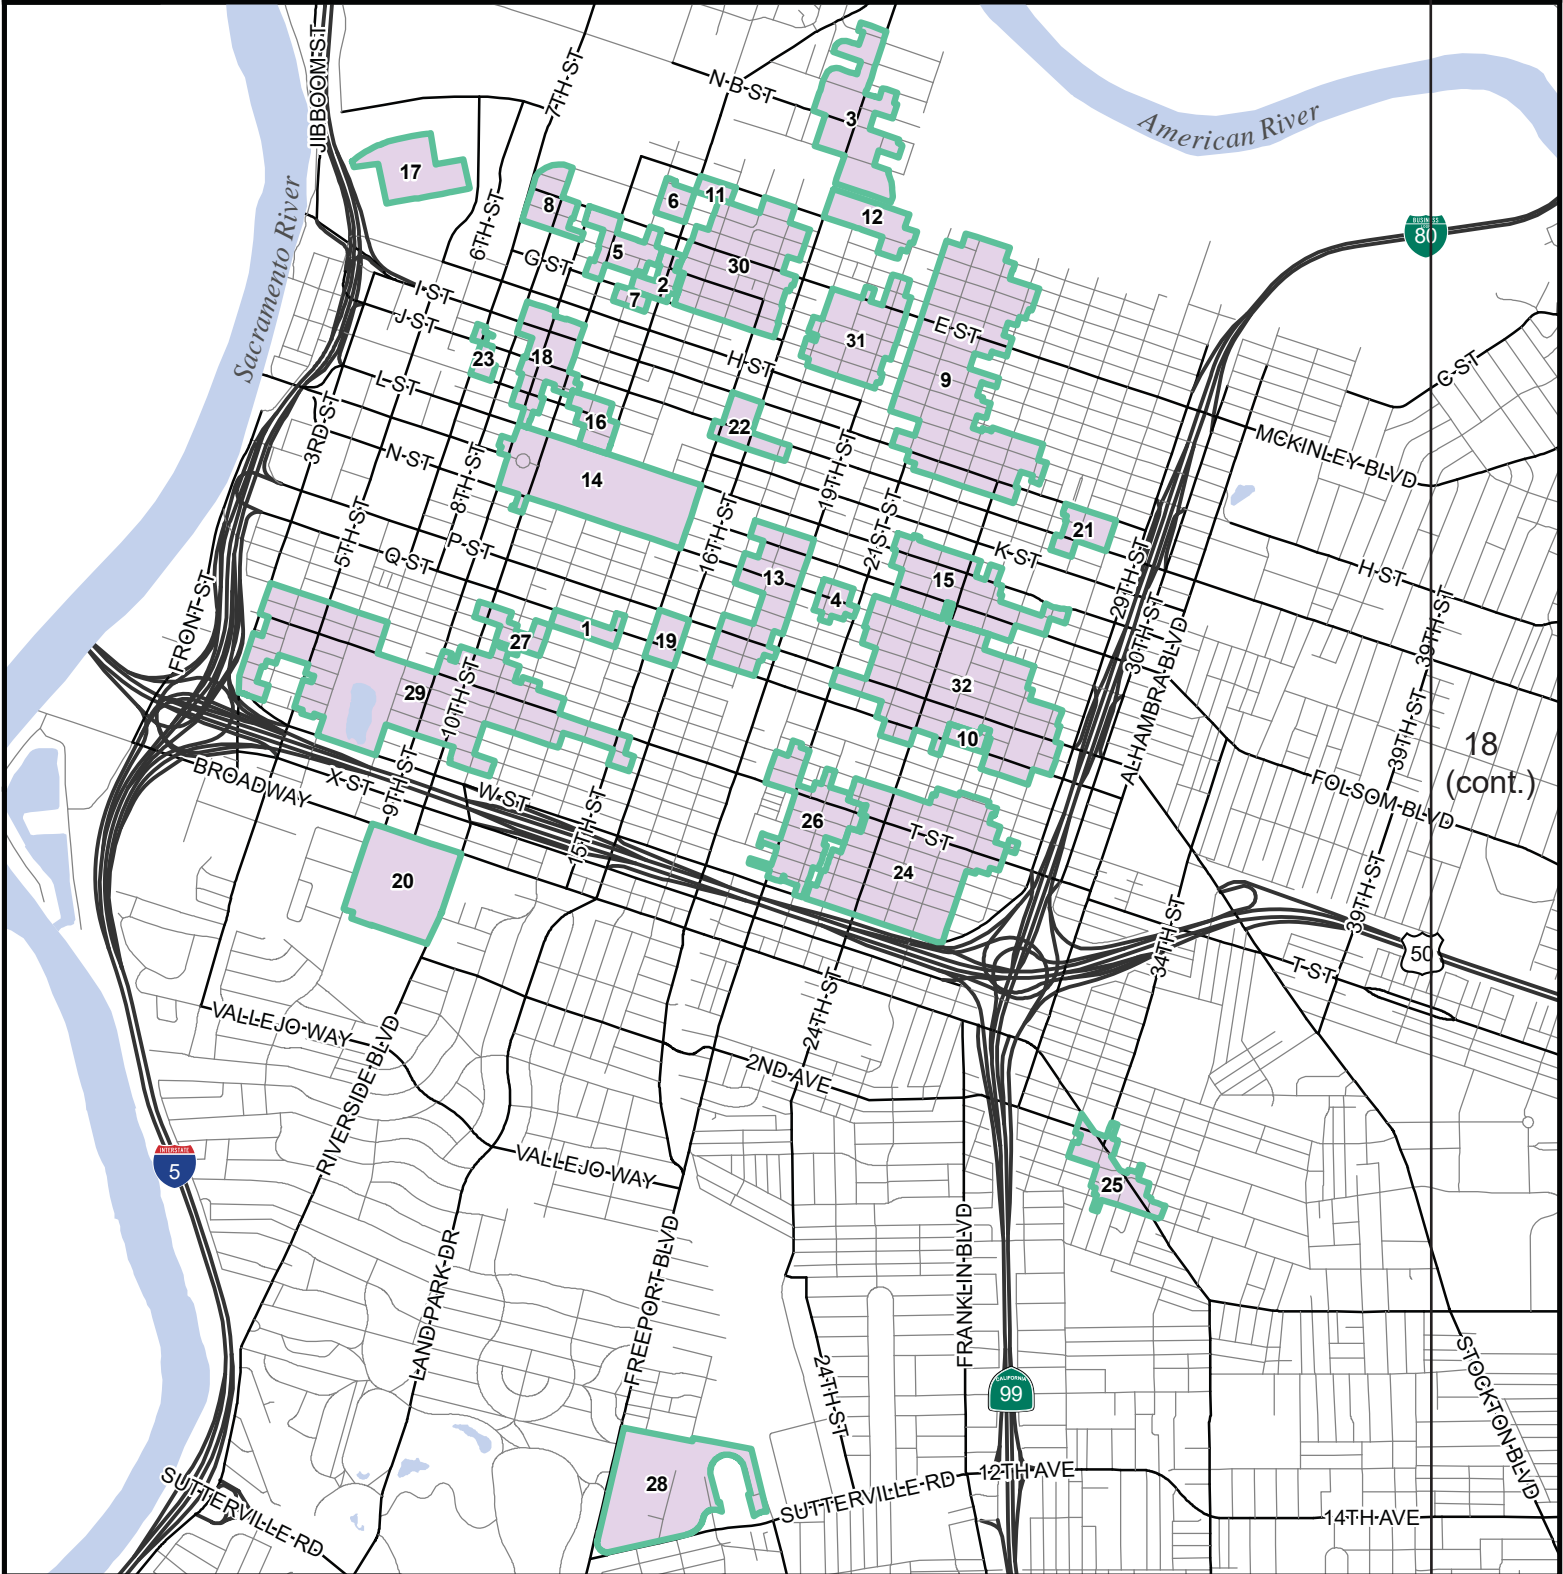 JIBBOOM ST
7TH ST
N B ST
3
American River
17
6TH ST
8
6
11
12
Sacramento River
5
30
G ST
2
7
BUSINESS
80
I ST
J ST
23
18
H ST
31
E ST
9
C ST
L ST
3RD ST
16
22
MCKINLEY BLVD
N ST
8TH ST
14
19TH ST
21ST ST
16TH ST
21
5TH ST
P ST
Q ST
13
15
K ST
29TH ST
H ST
4
FRONT ST
27
1
19
30TH ST
39TH ST
ALHAMBRA BLVD
29
10TH ST
32
39TH ST
10
18
(cont.)
BROADWAY
X ST
9TH ST
W ST
15TH ST
26
T ST
24
FOLSOM BLVD
20
39TH ST
34TH ST
50
T ST
24TH ST
VALLEJO WAY
RIVERSIDE BLVD
2ND AVE
INTERSTATE
5
VALLEJO WAY
25
LAND PARK DR
FREEPORT BLVD
FRANKLIN BLVD
24TH ST
CALIFORNIA
99
STOCKTON BLVD
28
SUTTERVILLE RD
SUTTERVILLE RD
12TH AVE
14TH AVE